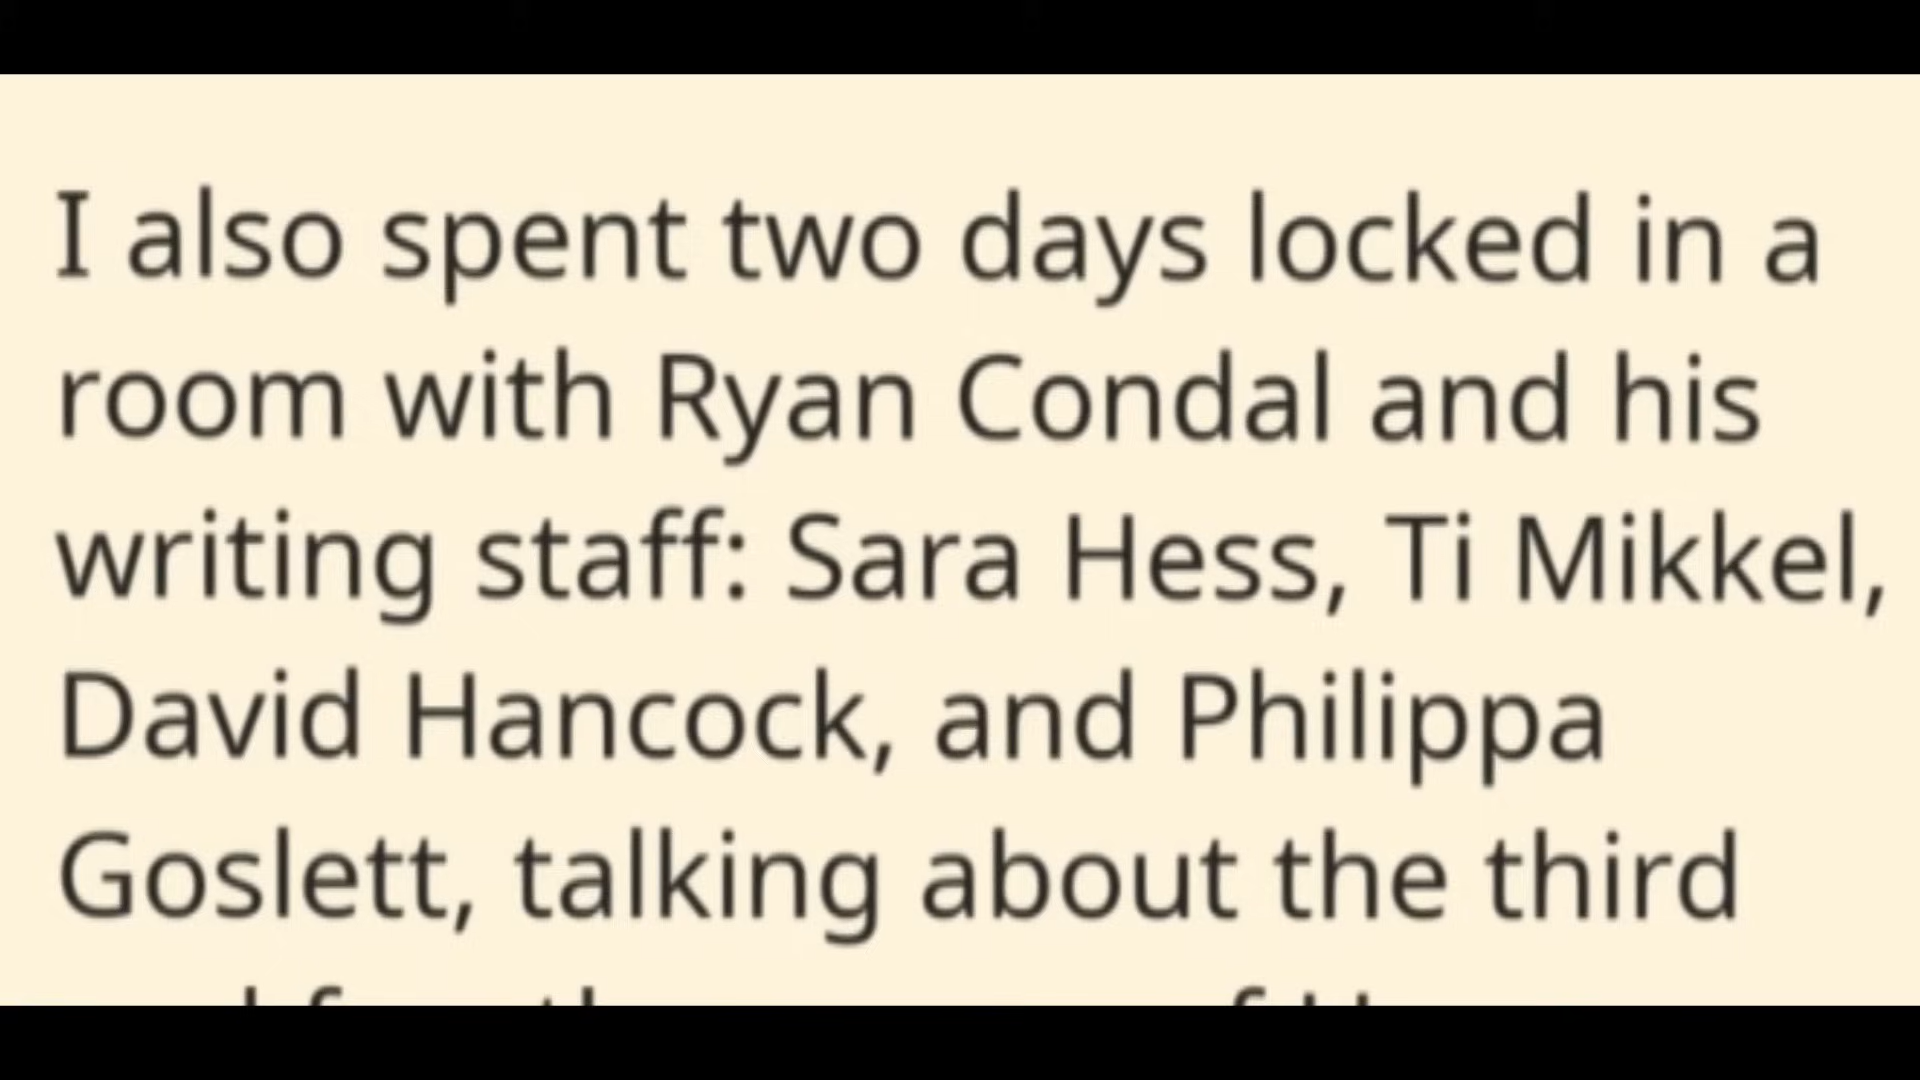 I also spent two days locked in a
room with Ryan Condal and his
writing staff: Sara Hess, Ti Mikkel,
David Hancock, and Philippa
Goslett, talking about the third